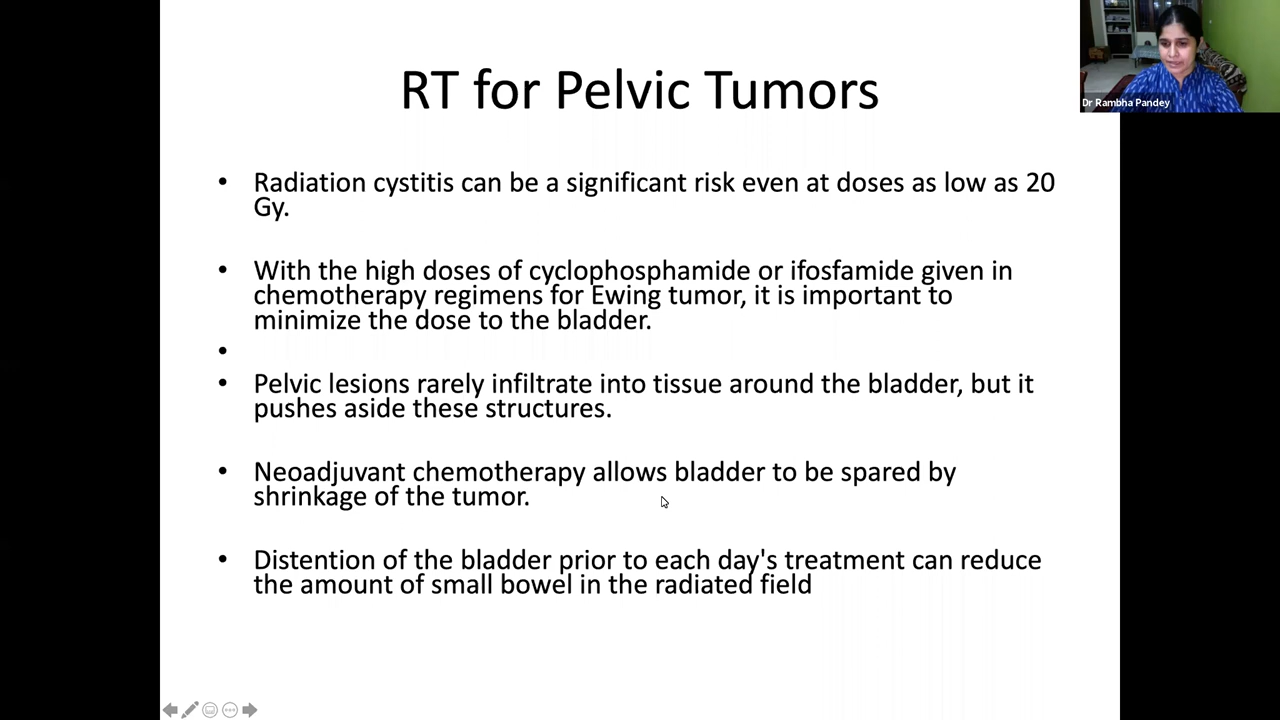 RT for Pelvic Tumors
Dr Rambha Pandey
• Radiation cystitis can be a significant risk even at doses as low as 20
Gy.
• With the high doses of cyclophosphamide or ifosfamide given in
chemotherapy regimens for Ewing tumor, it is important to
minimize the dose to the bladder.
•
• Pelvic lesions rarely infiltrate into tissue around the bladder, but it
pushes aside these structures.
• Neoadjuvant chemotherapy allows bladder to be spared by
shrinkage of the tumor.
• Distention of the bladder prior to each day's treatment can reduce
the amount of small bowel in the radiated field